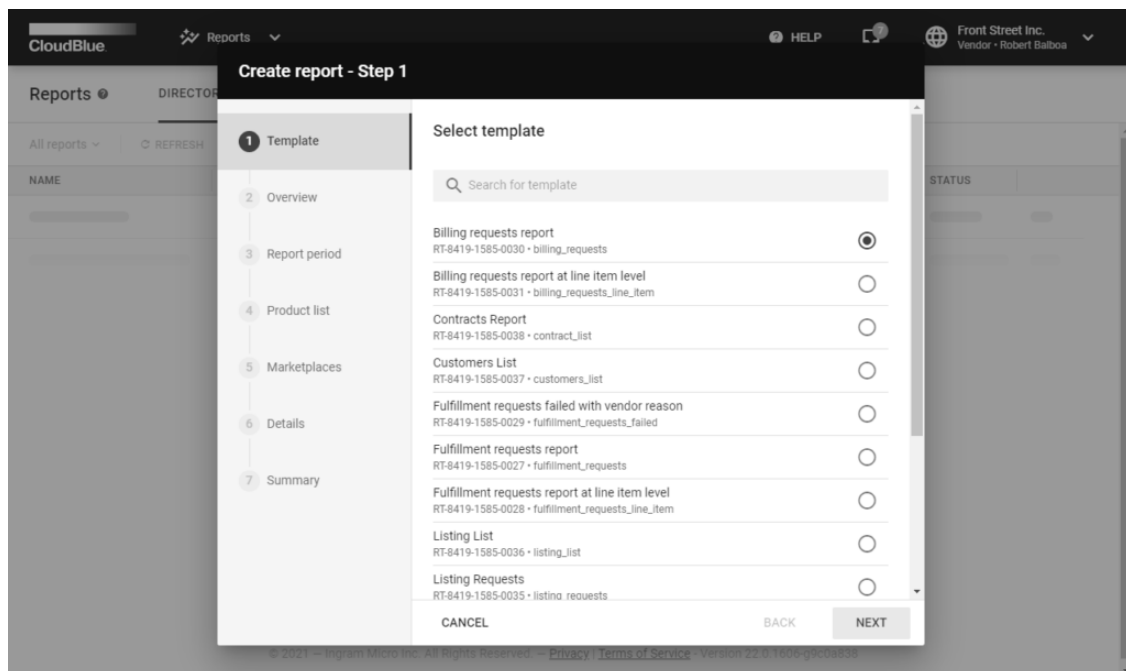 CloudBlue
Reports
HELP
7
Front Street Inc.
Vendor • Robert Balboa
Create report - Step 1
Reports
DIRECTOR
All reports
REFRESH
NAME
STATUS
1 Template
2 Overview
3 Report period
4 Product list
5 Marketplaces
6 Details
7 Summary
Select template
Search for template
Billing requests report
RT-8419-1585-0030 • billing_requests
Billing requests report at line item level
RT-8419-1585-0031 • billing_requests_line_item
Contracts Report
RT-8419-1585-0038 • contract_list
Customers List
RT-8419-1585-0037 • customers_list
Fulfillment requests failed with vendor reason
RT-8419-1585-0029 • fulfillment_requests_failed
Fulfillment requests report
RT-8419-1585-0027 • fulfillment_requests
Fulfillment requests report at line item level
RT-8419-1585-0028 • fulfillment_requests_line_item
Listing List
RT-8419-1585-0036 • listing_list
Listing Requests
RT-8419-1585-0035 • listing_requests
CANCEL
BACK
NEXT
© 2021 — Ingram Micro Inc. All Rights Reserved. — Privacy | Terms of Service - Version 22.0.1606-g9c0a838